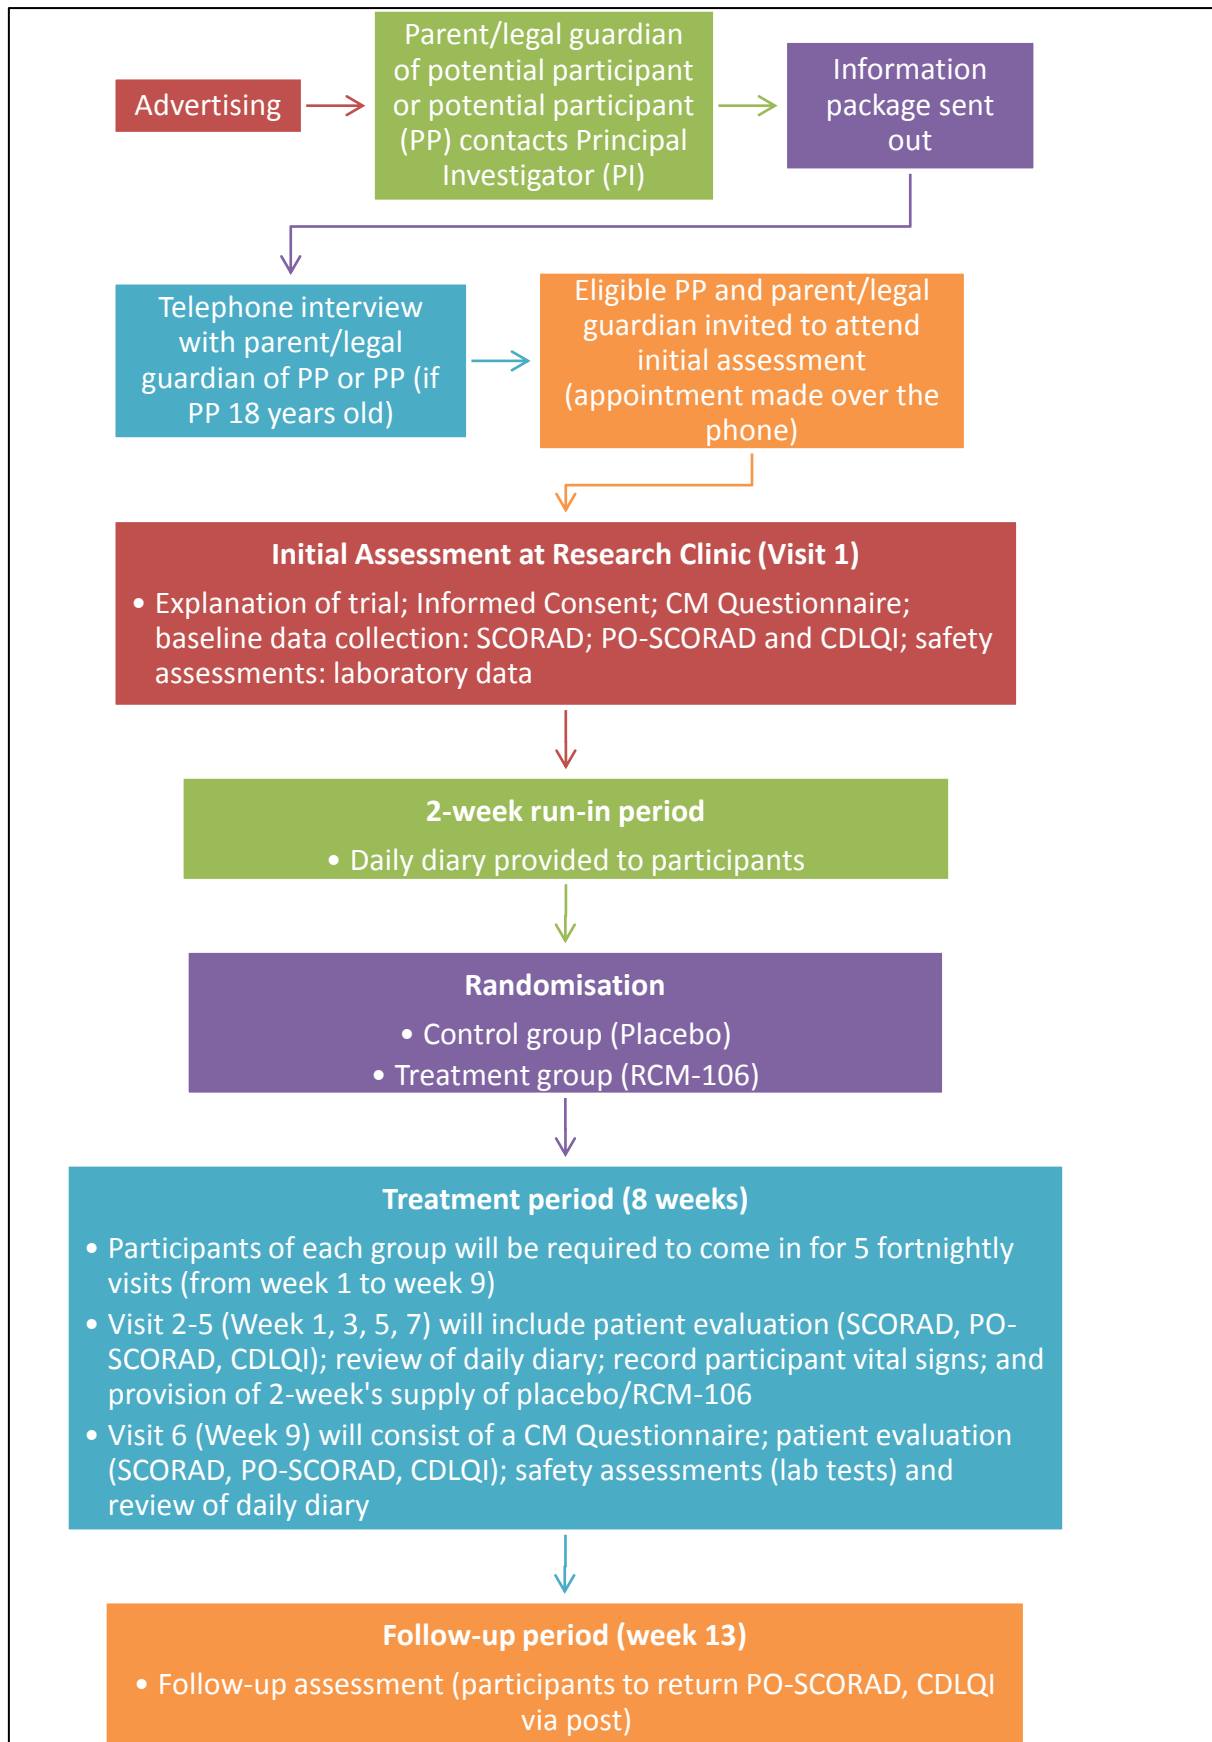 Advertising
Parent/legal guardian
of potential participant
or potential participant
(PP) contacts Principal
Investigator (PI)
Information
package sent
out
Telephone interview
with parent/legal
guardian of PP or PP (if
PP 18 years old)
Eligible PP and parent/legal
guardian invited to attend
initial assessment
(appointment made over the
phone)
Initial Assessment at Research Clinic (Visit 1)
• Explanation of trial; Informed Consent; CM Questionnaire;
baseline data collection: SCORAD; PO-SCORAD and CDLQI; safety
assessments: laboratory data
2-week run-in period
• Daily diary provided to participants
Randomisation
• Control group (Placebo)
• Treatment group (RCM-106)
Treatment period (8 weeks)
• Participants of each group will be required to come in for 5 fortnightly
visits (from week 1 to week 9)
• Visit 2-5 (Week 1, 3, 5, 7) will include patient evaluation (SCORAD, PO-
SCORAD, CDLQI); review of daily diary; record participant vital signs; and
provision of 2-week's supply of placebo/RCM-106
• Visit 6 (Week 9) will consist of a CM Questionnaire; patient evaluation
(SCORAD, PO-SCORAD, CDLQI); safety assessments (lab tests) and
review of daily diary
Follow-up period (week 13)
• Follow-up assessment (participants to return PO-SCORAD, CDLQI
via post)